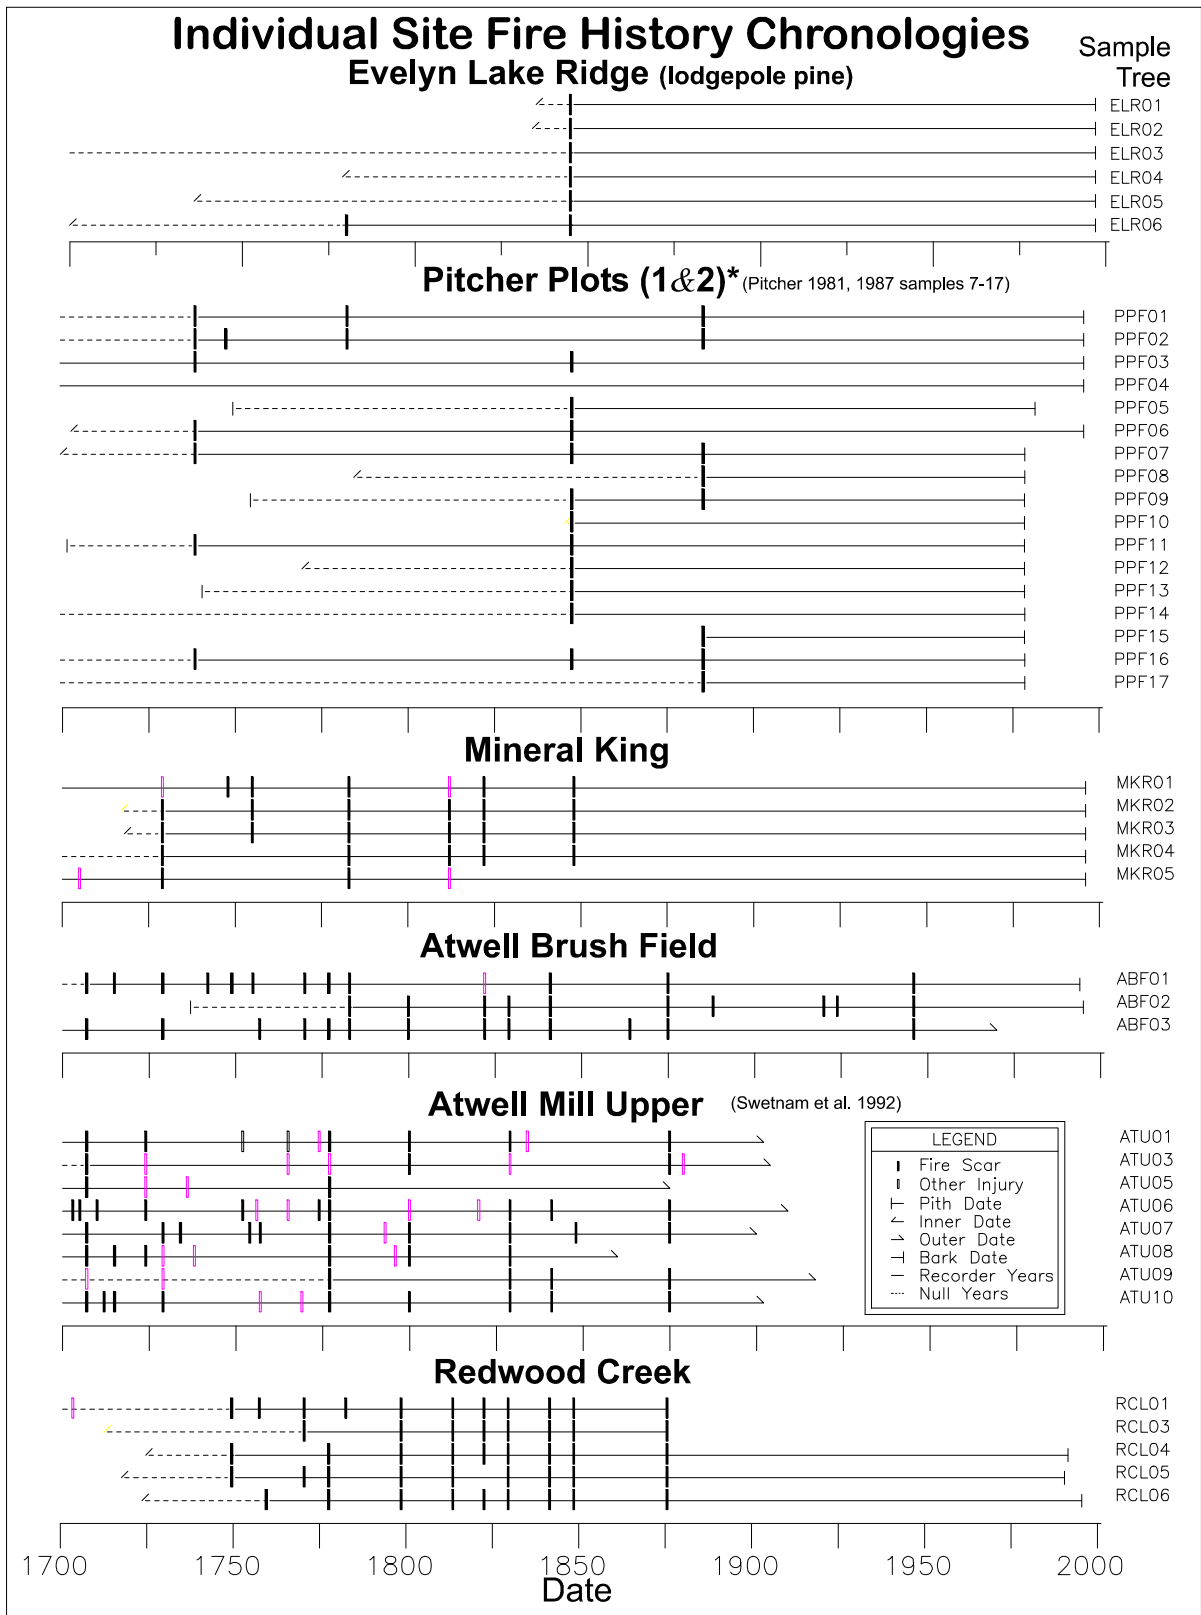 Individual Site Fire History Chronologies
Sample
Tree
Evelyn Lake Ridge (lodgepole pine)
ELR01
ELR02
ELR03
ELR04
ELR05
ELR06
Pitcher Plots (1&2)* (Pitcher 1981, 1987 samples 7-17)
PPF01
PPF02
PPF03
PPF04
PPF05
PPF06
PPF07
PPF08
PPF09
PPF10
PPF11
PPF12
PPF13
PPF14
PPF15
PPF16
PPF17
Mineral King
MKR01
MKR02
MKR03
MKR04
MKR05
Atwell Brush Field
ABF01
ABF02
ABF03
Atwell Mill Upper (Swetnam et al. 1992)
ATU01
ATU03
ATU05
ATU06
ATU07
ATU08
ATU09
ATU10
LEGEND
Fire Scar
Other Injury
Pith Date
Inner Date
Outer Date
Bark Date
Recorder Years
Null Years
Redwood Creek
RCL01
RCL03
RCL04
RCL05
RCL06
1700 1750 1800 1850 1900 1950 2000
Date